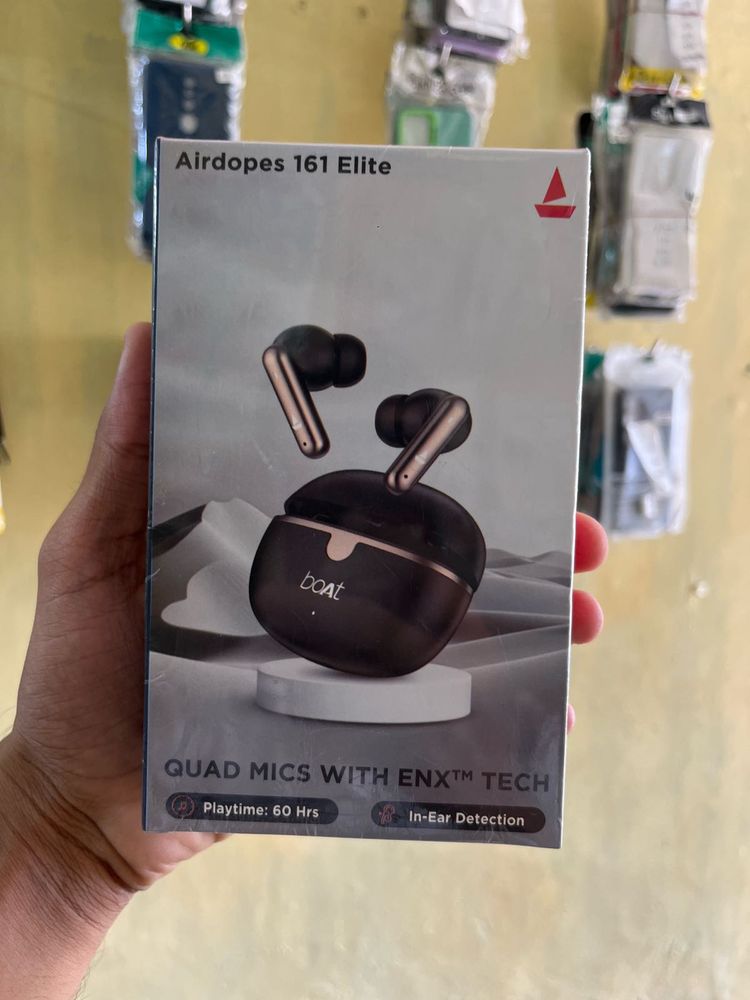 Airdopes 161 Elite
boAt
QUAD MICS WITH ENX™ TECH
Playtime: 60 Hrs
In-Ear Detection